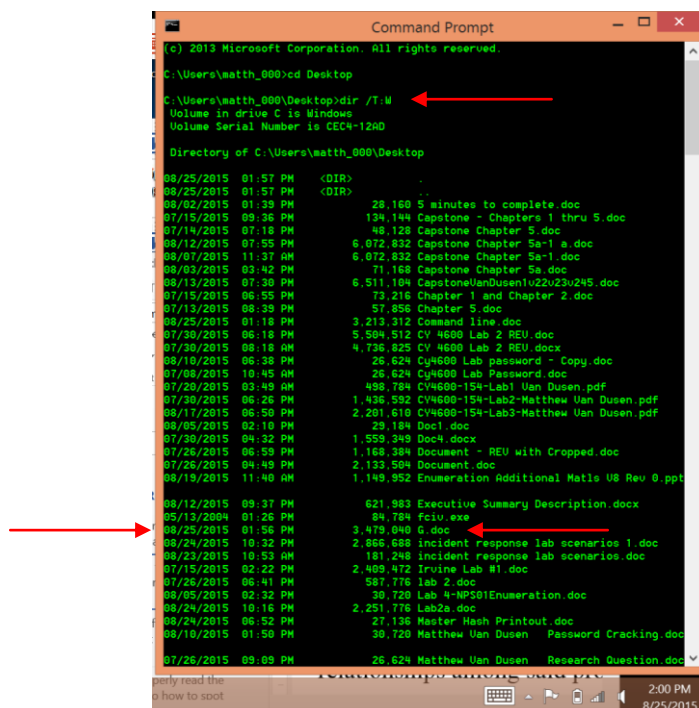 Command Prompt
(c) 2013 Microsoft Corporation. All rights reserved.
C:\Users\matth_000>cd Desktop
C:\Users\matth_000\Desktop>dir /T:W
Volume in drive C is Windows
Volume Serial Number is CEC4-12AD
Directory of C:\Users\matth_000\Desktop
08/25/2015 01:57 PM <DIR> .
08/25/2015 01:57 PM <DIR> ..
08/02/2015 01:39 PM 28,160 5 minutes to complete.doc
07/15/2015 09:36 PM 134,144 Capstone - Chapters 1 thru 5.doc
07/14/2015 07:18 PM 48,128 Capstone Chapter 5.doc
08/12/2015 07:55 PM 6,072,832 Capstone Chapter 5a-1 a.doc
08/07/2015 11:37 AM 6,072,832 Capstone Chapter 5a-1.doc
08/03/2015 03:42 PM 71,168 Capstone Chapter 5a.doc
08/13/2015 07:30 PM 6,511,104 CapstoneVanDusen1v22v23v245.doc
07/15/2015 06:55 PM 73,216 Chapter 1 and Chapter 2.doc
07/13/2015 08:39 PM 57,856 Chapter 5.doc
08/25/2015 01:18 PM 3,213,312 Command line.doc
07/30/2015 06:18 PM 5,504,512 CY 4600 Lab 2 REV.doc
07/30/2015 08:18 AM 4,736,825 CY 4600 Lab 2 REV.docx
08/10/2015 06:38 PM 26,624 Cy4600 Lab password - Copy.doc
07/08/2015 10:45 AM 26,624 Cy4600 Lab Password.doc
07/20/2015 03:49 AM 498,784 CY4600-154-Lab1 Van Dusen.pdf
07/30/2015 06:26 PM 1,436,592 CY4600-154-Lab2-Matthew Van Dusen.pdf
08/17/2015 06:50 PM 2,201,610 CY4600-154-Lab3-Matthew Van Dusen.pdf
08/05/2015 02:10 PM 29,184 Doc1.doc
07/30/2015 04:32 PM 1,559,349 Doc4.docx
07/26/2015 06:59 PM 1,168,384 Document - REV with Cropped.doc
07/26/2015 04:49 PM 2,133,504 Document.doc
08/19/2015 11:40 AM 1,149,952 Enumeration Additional Matls V8 Rev 0.ppt
08/12/2015 09:37 PM 621,983 Executive Summary Description.docx
05/13/2004 01:26 PM 84,784 fciv.exe
08/25/2015 01:56 PM 3,479,040 G.doc
08/24/2015 10:32 PM 2,866,688 incident response lab scenarios 1.doc
08/23/2015 10:53 AM 181,248 incident response lab scenarios.doc
07/15/2015 02:22 PM 2,409,472 Irvine Lab #1.doc
07/26/2015 06:41 PM 587,776 lab 2.doc
08/05/2015 02:32 PM 30,720 Lab 4-NPS01Enumeration.doc
08/24/2015 10:16 PM 2,251,776 Lab2a.doc
08/24/2015 06:52 PM 27,136 Master Hash Printout.doc
08/10/2015 01:50 PM 30,720 Matthew Van Dusen Password Cracking.doc
07/26/2015 09:09 PM 26,624 Matthew Van Dusen Research Question.doc
perly read the
o how to spot
relationships among said
2:00 PM
8/25/2015